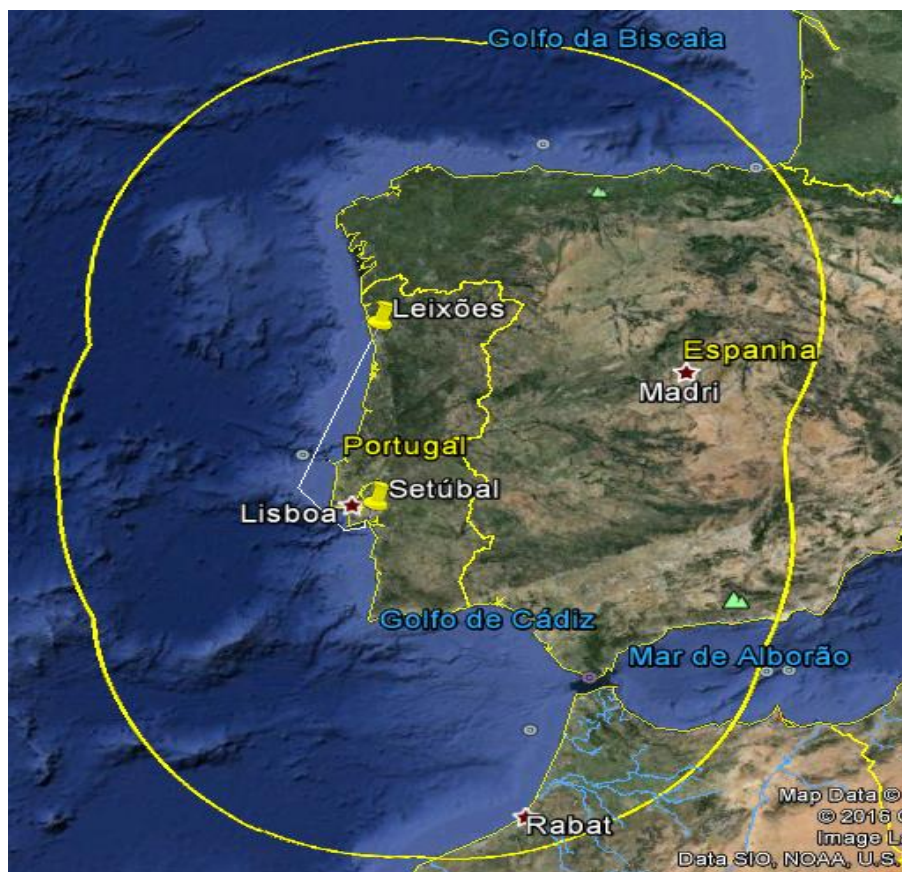 Golfo da Biscaia
Leixões
Espanha
Madri
Portugal
Setúbal
Lisboa
Golfo de Cádiz
Mar de Alborão
Map Data ©
© 2016
Rabat
Image
Data SIO, NOAA, U.S.